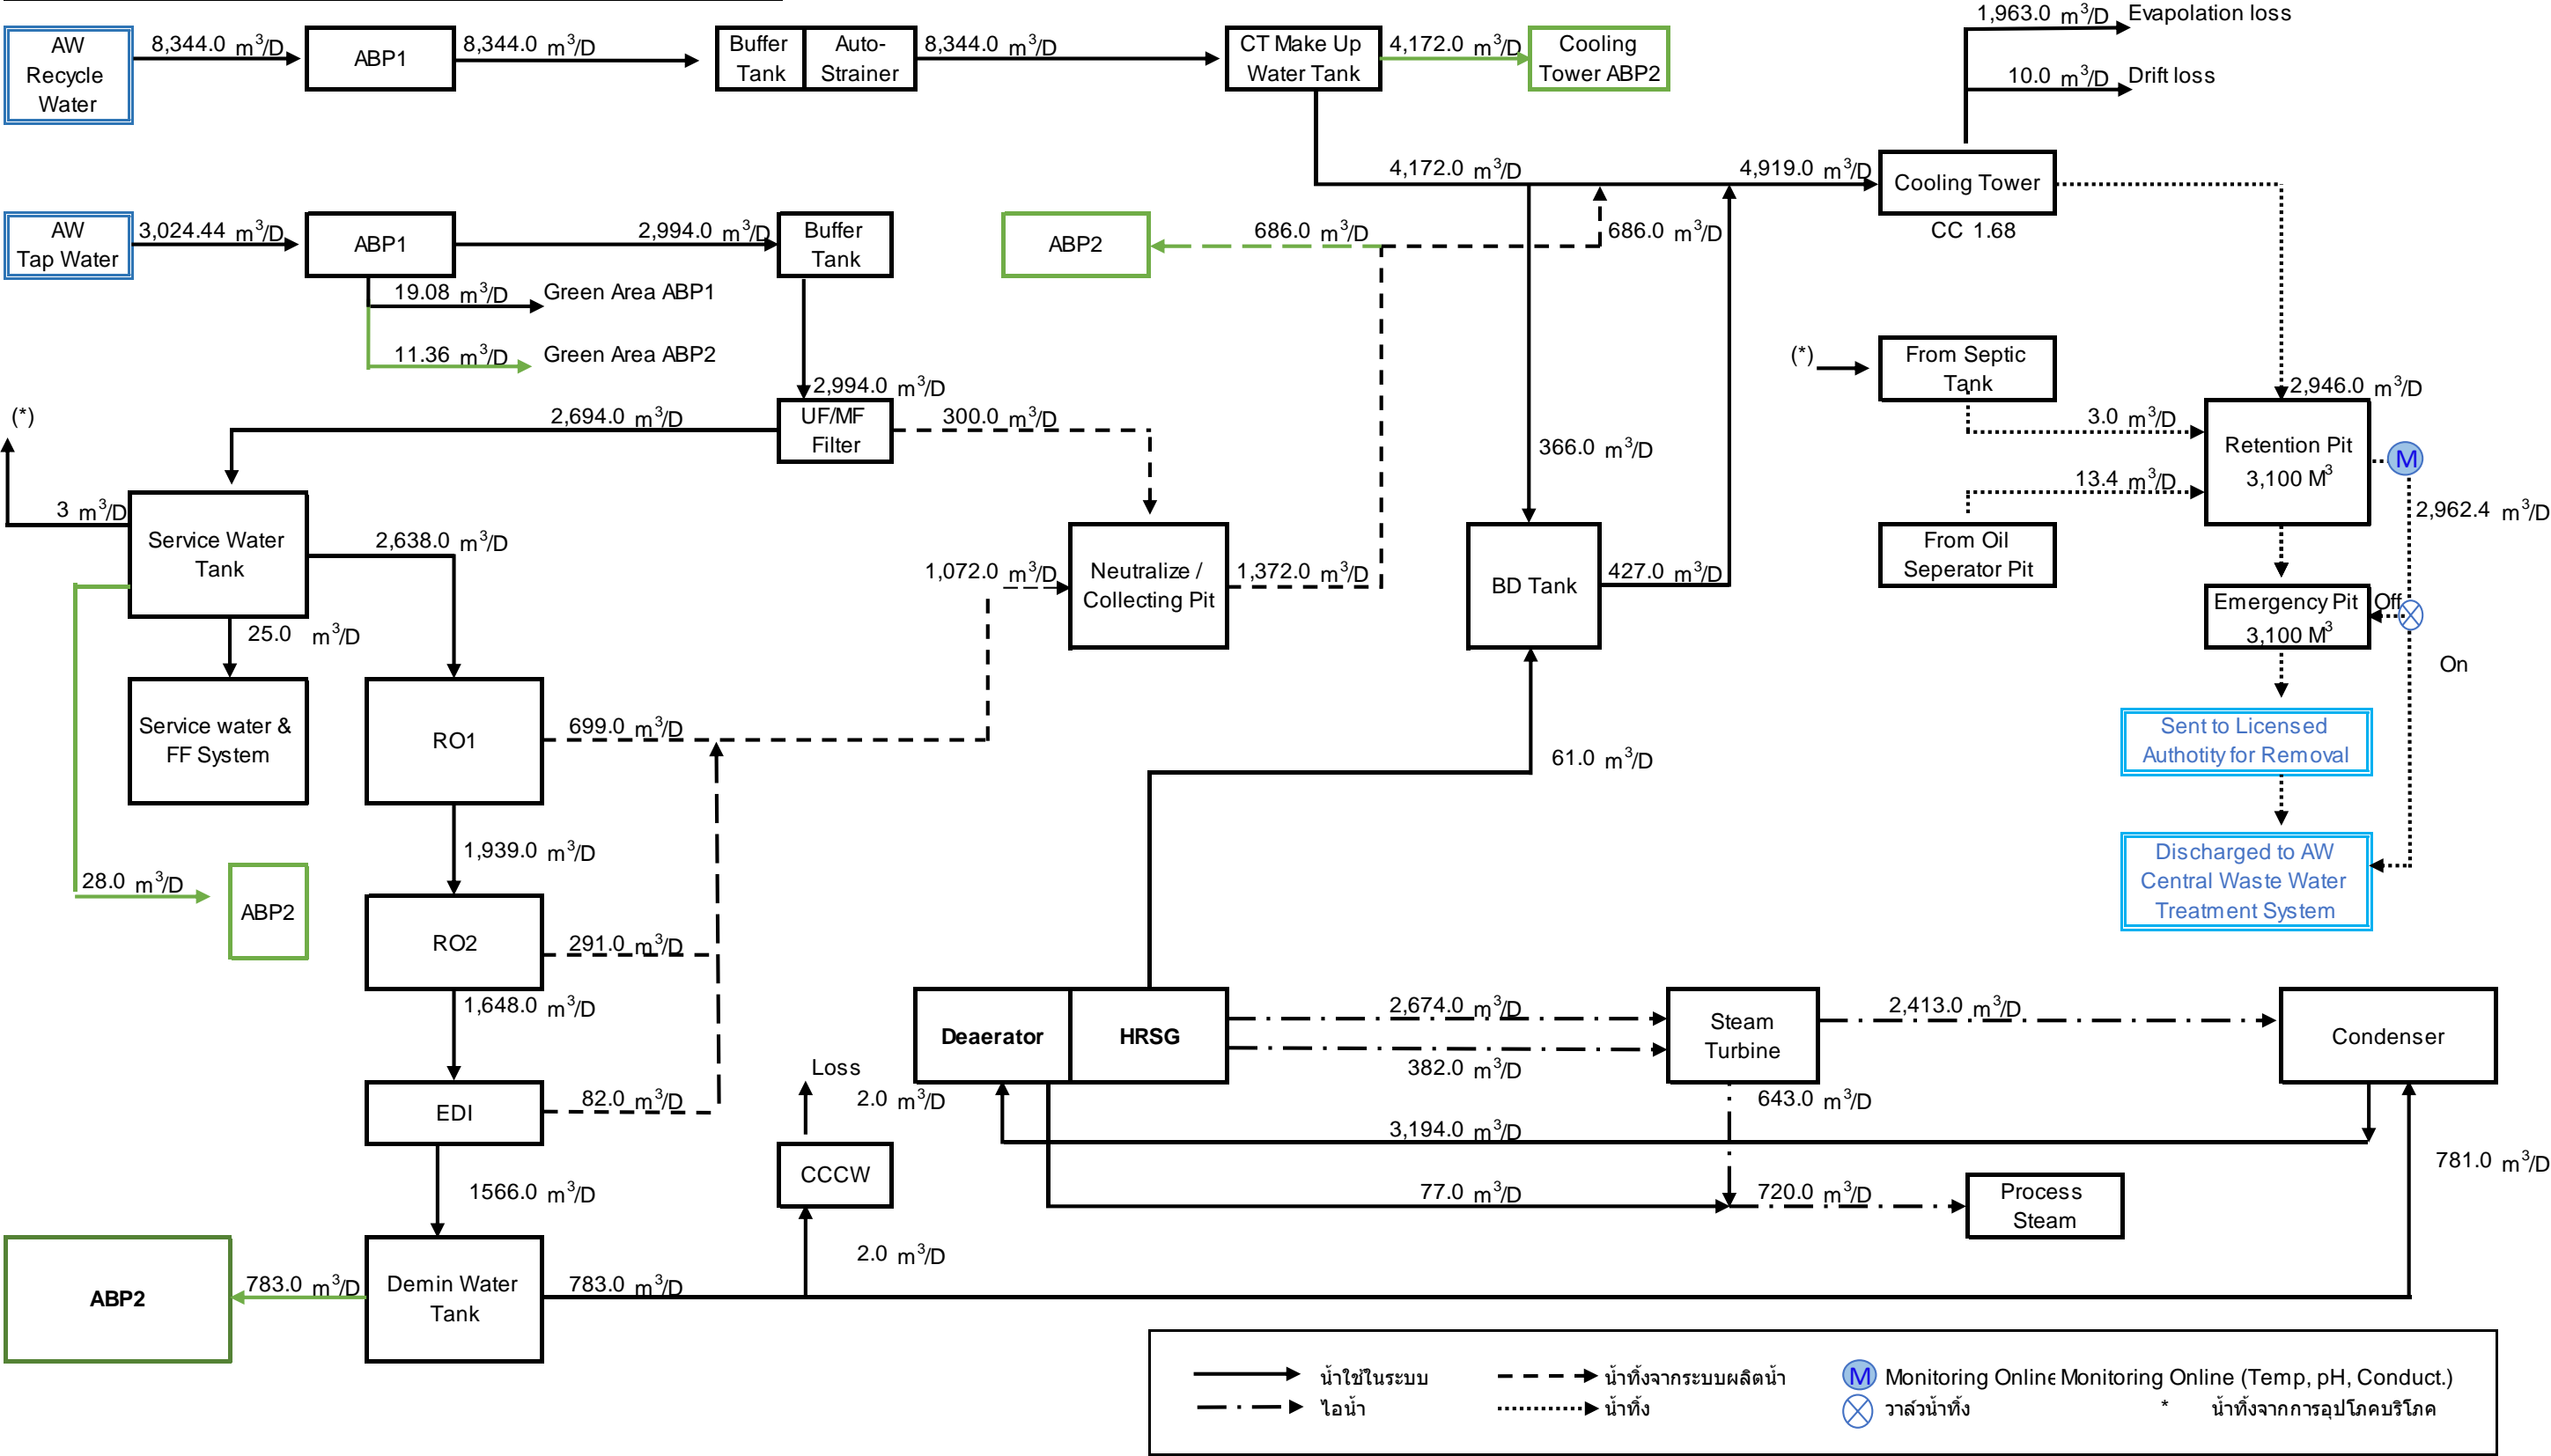 1,963.0 m³/D Evapolation loss
AW
Recycle
Water
8,344.0 m³/D
ABP1
8,344.0 m³/D
Buffer
Tank
Auto-
Strainer
8,344.0 m³/D
CT Make Up
Water Tank
4,172.0 m³/D
Cooling
Tower ABP2
10.0 m³/D Drift loss
4,172.0 m³/D
4,919.0 m³/D
Cooling Tower
CC 1.68
AW
Tap Water
3,024.44 m³/D
ABP1
2,994.0 m³/D
Buffer
Tank
ABP2
686.0 m³/D
686.0 m³/D
19.08 m³/D Green Area ABP1
11.36 m³/D Green Area ABP2
2,994.0 m³/D
(*)
From Septic
Tank
2,946.0 m³/D
(*)
2,694.0 m³/D
UF/MF
Filter
300.0 m³/D
366.0 m³/D
3.0 m³/D
Retention Pit
3,100 M³
M
13.4 m³/D
2,962.4 m³/D
3 m³/D
Service Water
Tank
2,638.0 m³/D
From Oil
Seperator Pit
1,072.0 m³/D
Neutralize /
Collecting Pit
1,372.0 m³/D
BD Tank
427.0 m³/D
Emergency Pit
3,100 M³
Off
On
25.0 m³/D
Service water &
FF System
RO1
699.0 m³/D
61.0 m³/D
Sent to Licensed
Authotity for Removal
1,939.0 m³/D
Discharged to AW
Central Waste Water
Treatment System
28.0 m³/D
ABP2
RO2
291.0 m³/D
1,648.0 m³/D
Deaerator
HRSG
2,674.0 m³/D
382.0 m³/D
Steam
Turbine
2,413.0 m³/D
Condenser
Loss
2.0 m³/D
EDI
82.0 m³/D
643.0 m³/D
3,194.0 m³/D
CCCW
781.0 m³/D
1566.0 m³/D
77.0 m³/D
720.0 m³/D
Process
Steam
2.0 m³/D
ABP2
783.0 m³/D
Demin Water
Tank
783.0 m³/D
น้ำใช้ในระบบ
น้ำทิ้งจากระบบผลิตน้ำ
M Monitoring Online Monitoring Online (Temp, pH, Conduct.)
ไอน้ำ
น้ำทิ้ง
วาล์วน้ำทิ้ง
* น้ำทิ้งจากการอุปโภคบริโภค